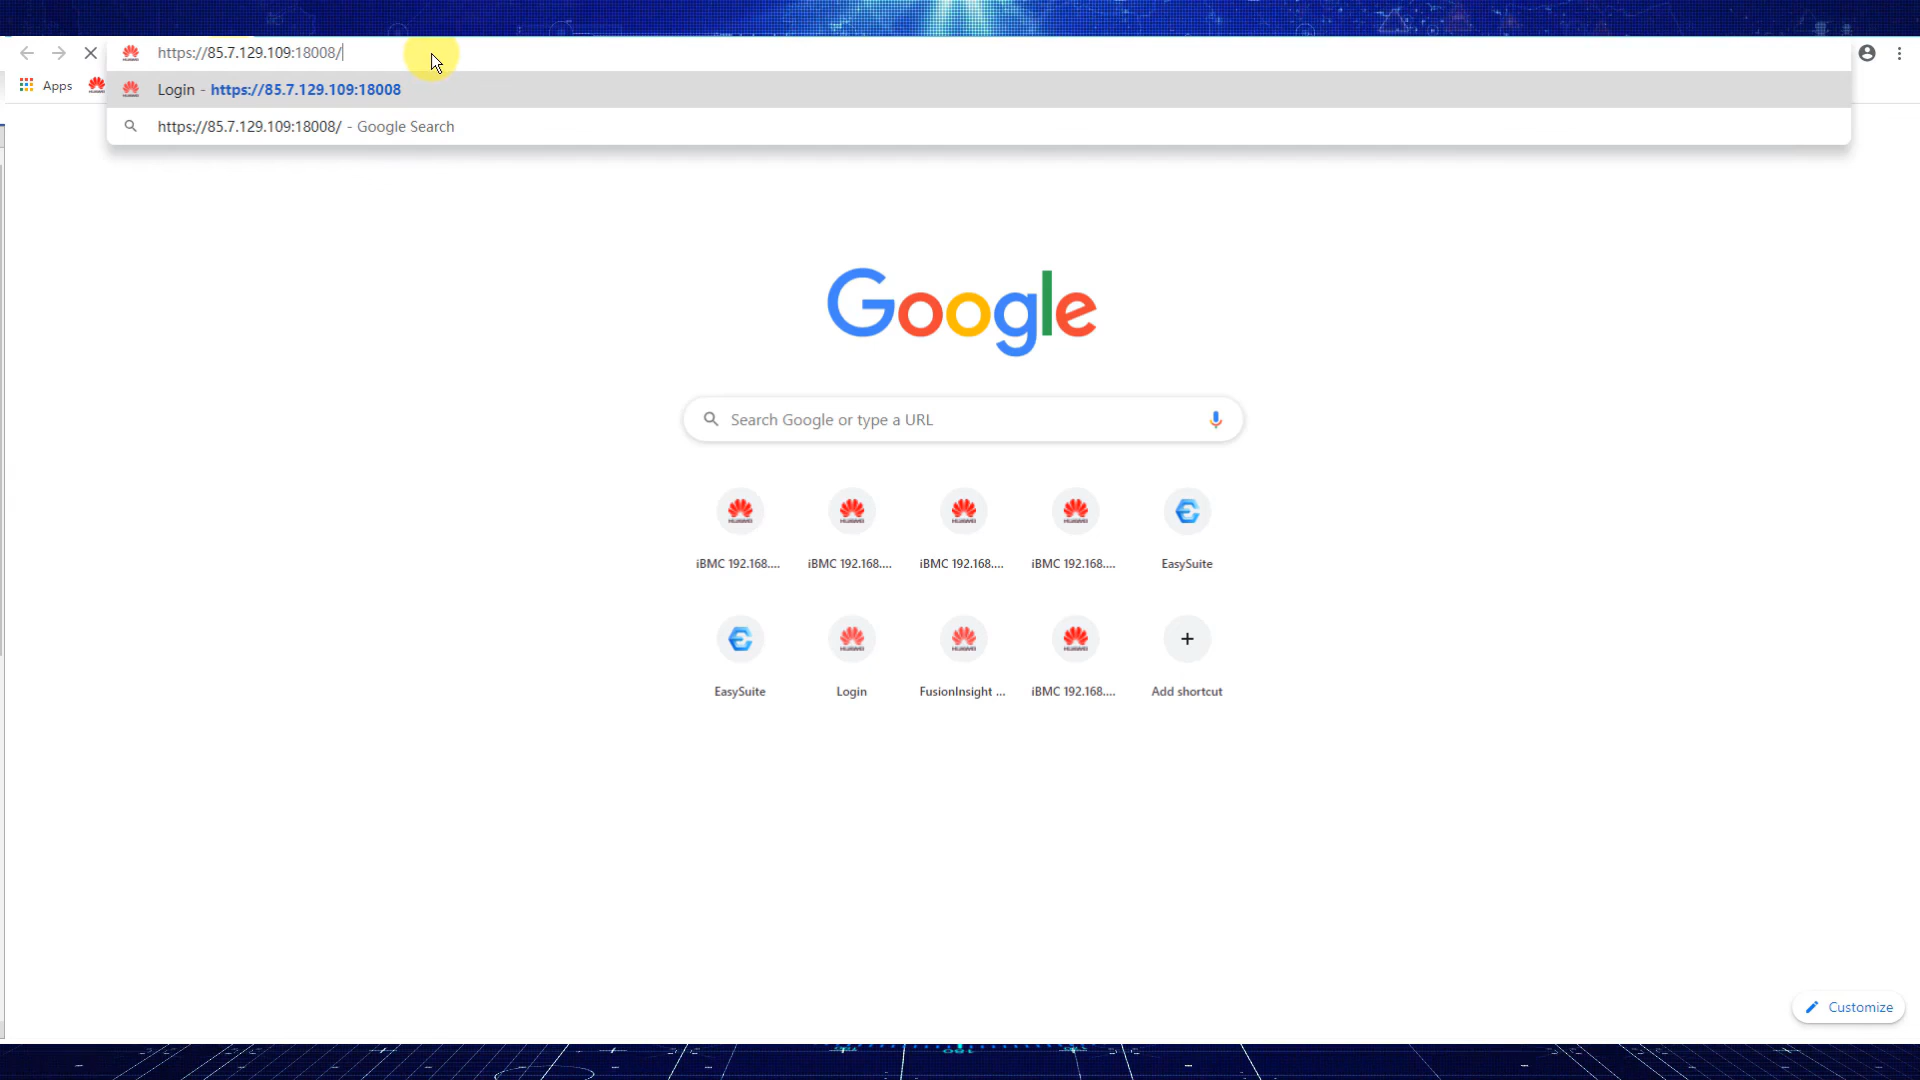 https://85.7.129.109:18008/
Apps
Login - https://85.7.129.109:18008
https://85.7.129.109:18008/ - Google Search
Google
Search Google or type a URL
iBMC 192.168....
iBMC 192.168....
iBMC 192.168....
iBMC 192.168....
EasySuite
EasySuite
Login
FusionInsight ...
iBMC 192.168....
Add shortcut
Customize